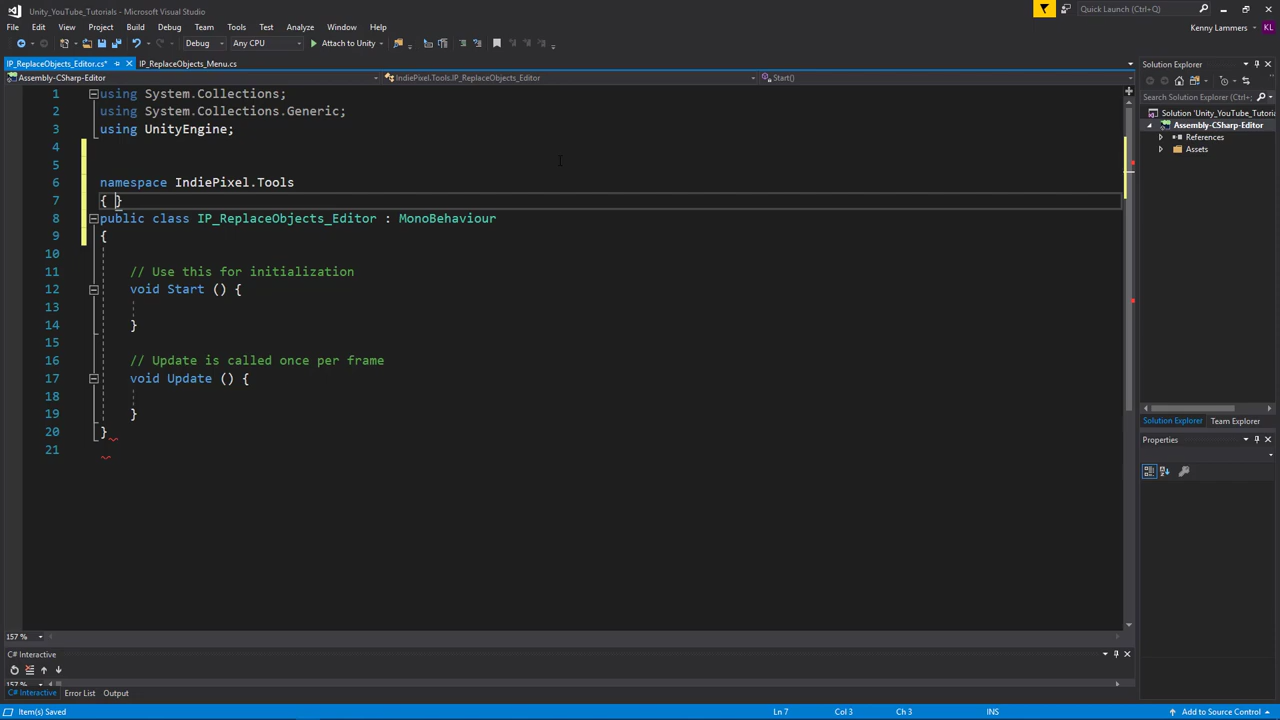 Unity_YouTube_Tutorials - Microsoft Visual Studio
Quick Launch (Ctrl+Q)
File Edit View Project Build Debug Team Tools Test Analyze Window Help
Kenny Lammers KL
Debug Any CPU Attach to Unity
IP_ReplaceObjects_Editor.cs* IP_ReplaceObjects_Menu.cs
Assembly-CSharp-Editor IndiePixel.Tools.IP_ReplaceObjects_Editor Start()
1 using System.Collections;
2 using System.Collections.Generic;
3 using UnityEngine;
4
5
6 namespace IndiePixel.Tools
7 { }
8 public class IP_ReplaceObjects_Editor : MonoBehaviour
9 {
10
11 // Use this for initialization
12 void Start () {
13
14 }
15
16 // Update is called once per frame
17 void Update () {
18
19 }
20 }
21
157 %
C# Interactive
157 %
C# Interactive Error List Output
Solution Explorer
Search Solution Explorer (Ctrl+
Solution 'Unity_YouTube_Tutoria
Assembly-CSharp-Editor
References
Assets
Solution Explorer Team Explorer
Properties
Item(s) Saved Ln 7 Col 3 Ch 3 INS Add to Source Control